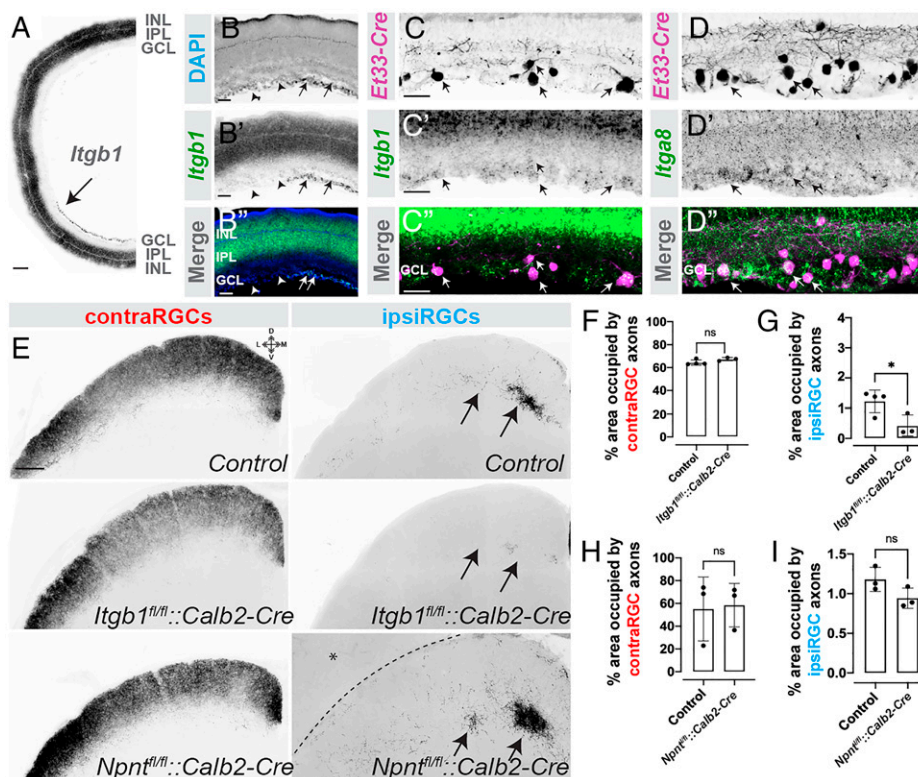 A
INL
IPL
GCL
Itgb1
GCL
IPL
INL
B
DAPI
B'
Itgb1
B"
Merge
INL
IPL
GCL
C
Et33-Cre
C'
Itgb1
C"
Merge
GCL
D
Et33-Cre
D'
Itga8
D"
Merge
GCL
E
contraRGCs
ipsiRGCs
D
L M
V
Control
Control
Itgb1fl/fl::Calb2-Cre
Itgb1fl/fl::Calb2-Cre
*
Npntfl/fl::Calb2-Cre
Npntfl/fl::Calb2-Cre
F
% area occupied by
contraRGC axons
100
80
60
40
20
0
ns
Control
Itgb1fl/fl::Calb2-Cre
G
% area occupied by
ipsiRGC axons
4
3
2
1
0
*
Control
Itgb1fl/fl::Calb2-Cre
H
% area occupied by
contraRGC axons
100
80
60
40
20
0
ns
Control
Npntfl/fl::Calb2-Cre
I
% area occupied by
ipsiRGC axons
1.5
1.0
0.5
0.0
ns
Control
Npntfl/fl::Calb2-Cre